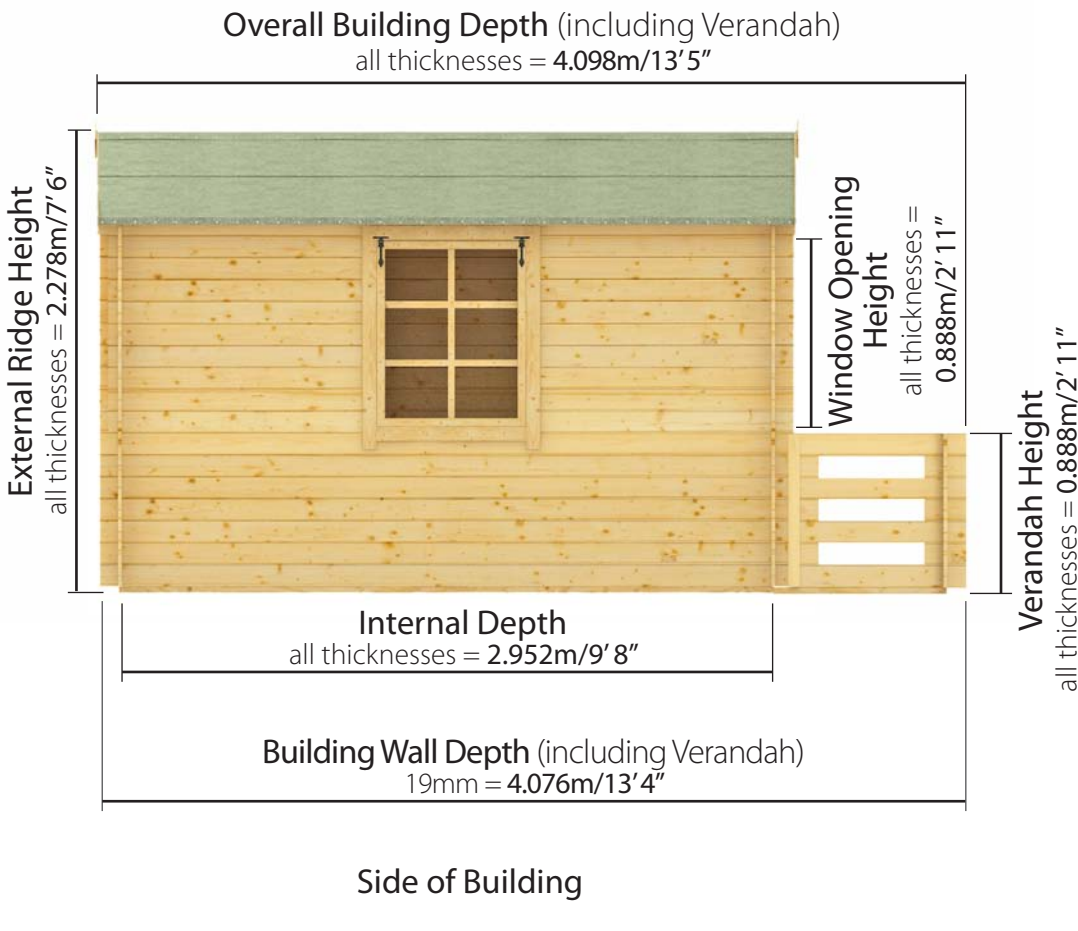 Overall Building Depth (including Verandah)
all thicknesses = 4.098m/13’5”
External Ridge Height
all thicknesses = 2.278m/7’ 6”
Window Opening
Height
all thicknesses =
0.888m/2’ 11”
Verandah Height
all thicknesses = 0.888m/2’ 11”
Internal Depth
all thicknesses = 2.952m/9’ 8”
Building Wall Depth (including Verandah)
19mm = 4.076m/13’4”
Side of Building